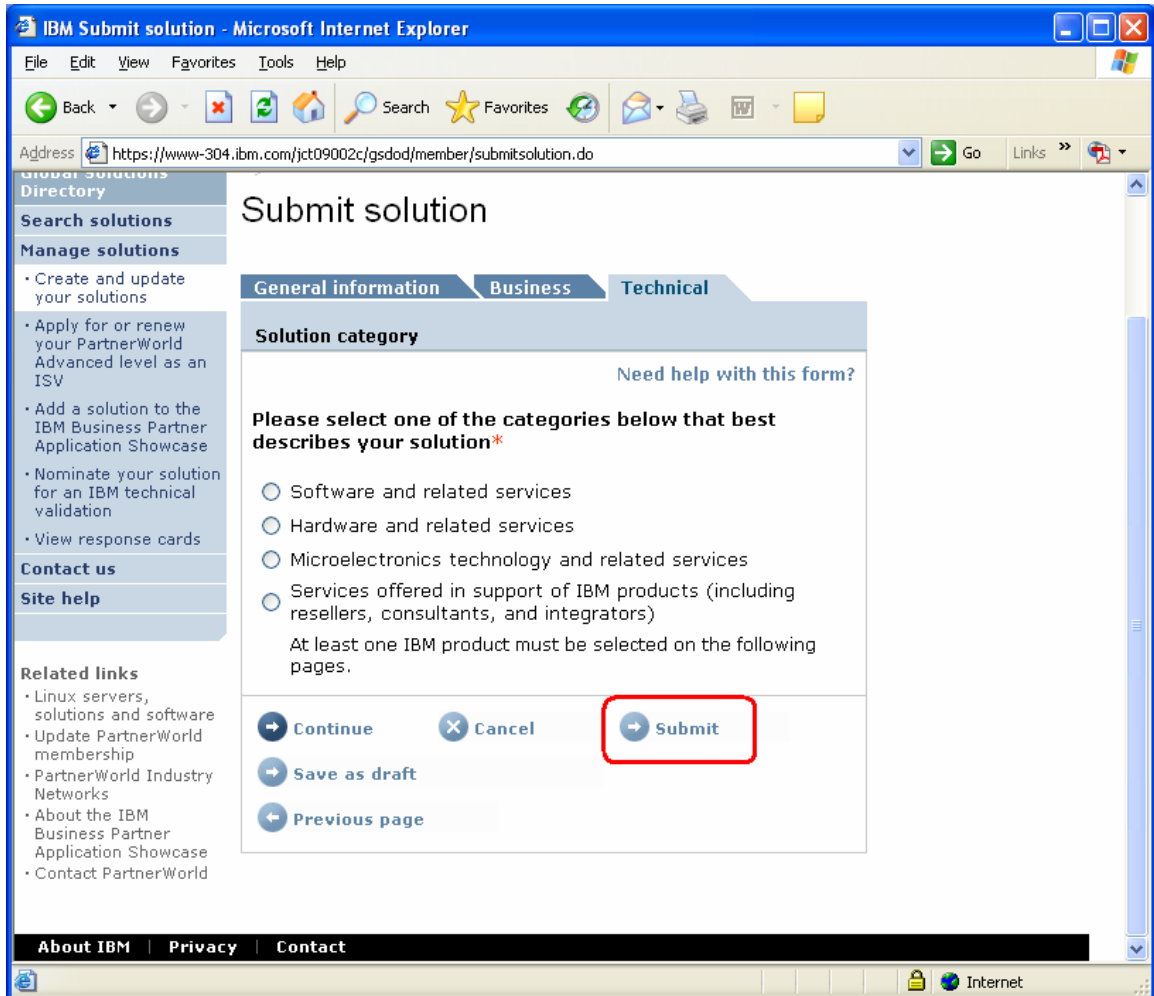 IBM Submit solution - Microsoft Internet Explorer
File Edit View Favorites Tools Help
Back Search Favorites
Address https://www-304.ibm.com/jct09002c/gsdod/member/submitsolution.do Go Links »
Global Solutions
Directory
Search solutions
Manage solutions
· Create and update
your solutions
· Apply for or renew
your PartnerWorld
Advanced level as an
ISV
· Add a solution to the
IBM Business Partner
Application Showcase
· Nominate your solution
for an IBM technical
validation
· View response cards
Contact us
Site help
Related links
· Linux servers,
solutions and software
· Update PartnerWorld
membership
· PartnerWorld Industry
Networks
· About the IBM
Business Partner
Application Showcase
· Contact PartnerWorld
Submit solution
General information Business Technical
Solution category
Need help with this form?
Please select one of the categories below that best
describes your solution*
Software and related services
Hardware and related services
Microelectronics technology and related services
Services offered in support of IBM products (including
resellers, consultants, and integrators)
At least one IBM product must be selected on the following
pages.
Continue Cancel Submit
Save as draft
Previous page
About IBM | Privacy | Contact
Internet